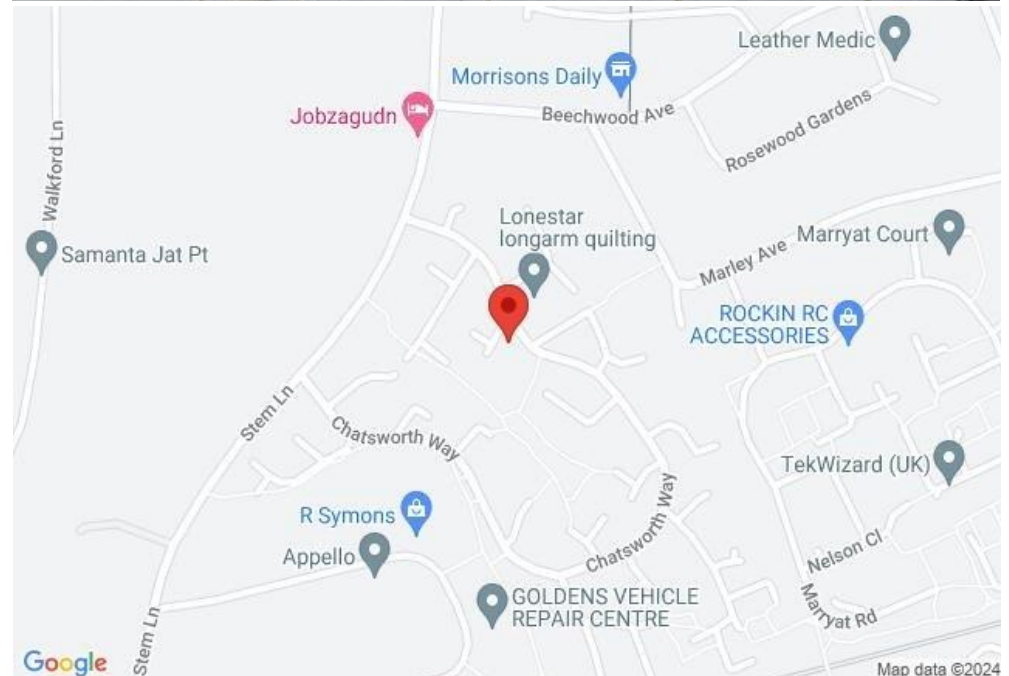 Leather Medic
Morrisons Daily
Jobzagudn
Beechwood Ave
Rosewood Gardens
Walkford Ln
Lonestar
longarm quilting
Samanta Jat Pt
Marryat Court
Marley Ave
ROCKIN RC
ACCESSORIES
Stem Ln
Chatsworth Way
TekWizard (UK)
R Symons
Chatsworth Way
Appello
Nelson Cl
GOLDENS VEHICLE
REPAIR CENTRE
Marryat Rd
Stem Ln
Google
Map data ©2024